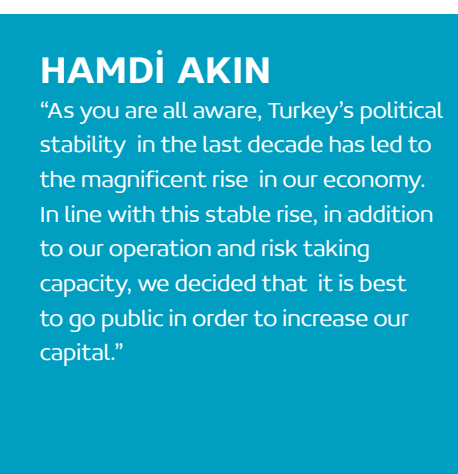 HAMDİ AKIN
“As you are all aware, Turkey’s political
stability  in the last decade has led to
the magnificent rise  in our economy.
In line with this stable rise, in addition
to our operation and risk taking
capacity, we decided that  it is best
to go public in order to increase our
capital.”